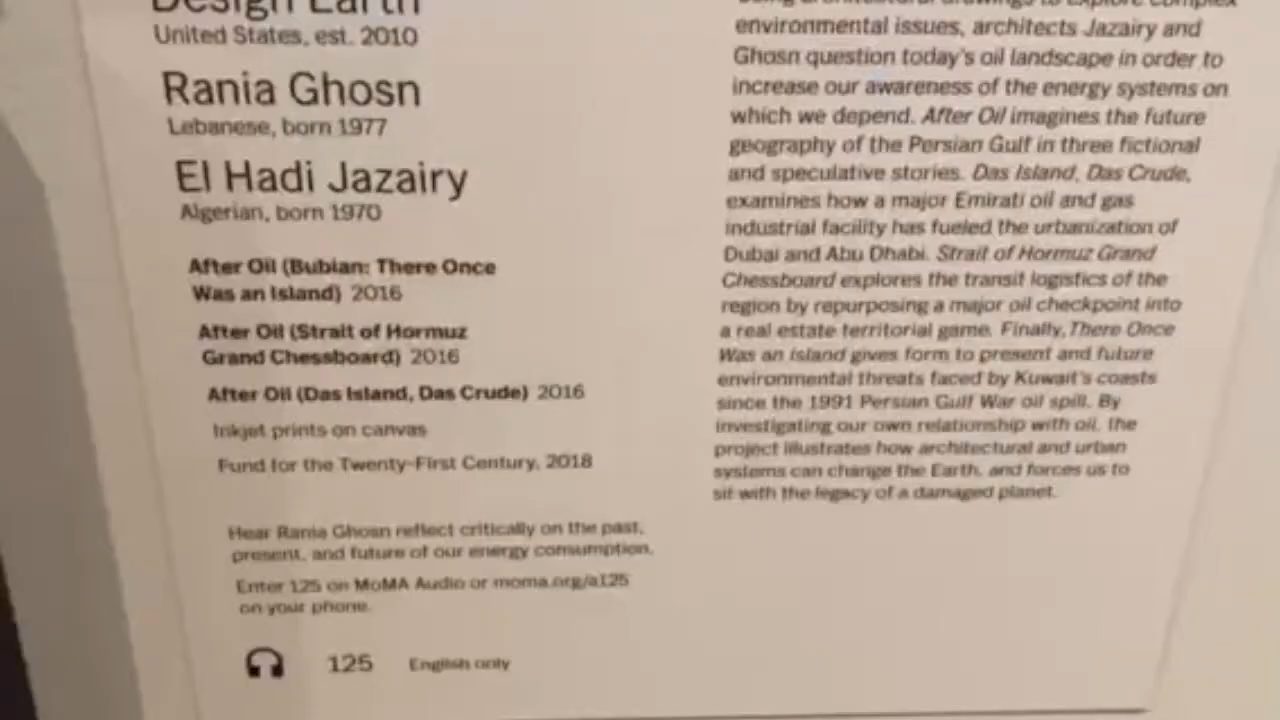 Design Earth
United States, est. 2010
Rania Ghosn
Lebanese, born 1977
El Hadi Jazairy
Algerian, born 1970
After Oil (Bubian: There Once
Was an Island) 2016
After Oil (Strait of Hormuz
Grand Chessboard) 2016
After Oil (Das Island, Das Crude) 2016
Inkjet prints on canvas
Fund for the Twenty-First Century, 2018
Hear Rania Ghosn reflect critically on the past,
present, and future of our energy consumption.
Enter 125 on MoMA Audio or moma.org/a125
on your phone.
125 English only
using architectural drawings to explore complex
environmental issues, architects Jazairy and
Ghosn question today's oil landscape in order to
increase our awareness of the energy systems on
which we depend. After Oil imagines the future
geography of the Persian Gulf in three fictional
and speculative stories. Das Island, Das Crude,
examines how a major Emirati oil and gas
industrial facility has fueled the urbanization of
Dubai and Abu Dhabi. Strait of Hormuz Grand
Chessboard explores the transit logistics of the
region by repurposing a major oil checkpoint into
a real estate territorial game. Finally, There Once
Was an Island gives form to present and future
environmental threats faced by Kuwait's coasts
since the 1991 Persian Gulf War oil spill. By
investigating our own relationship with oil, the
project illustrates how architectural and urban
systems can change the Earth, and forces us to
sit with the legacy of a damaged planet.